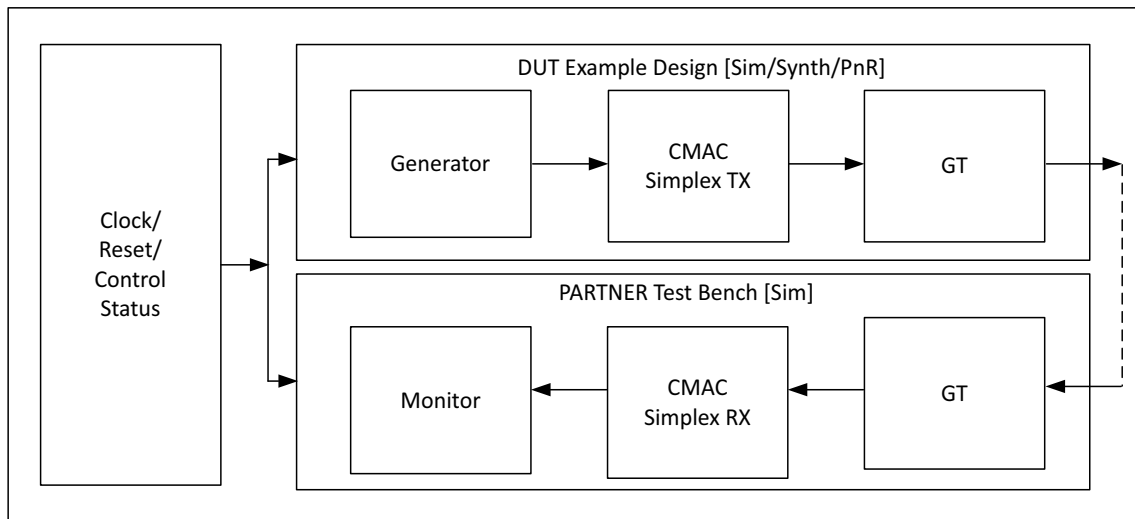 Clock/
Reset/
Control
Status
DUT Example Design [Sim/Synth/PnR]
Generator
CMAC
Simplex TX
GT
PARTNER Test Bench [Sim]
Monitor
CMAC
Simplex RX
GT